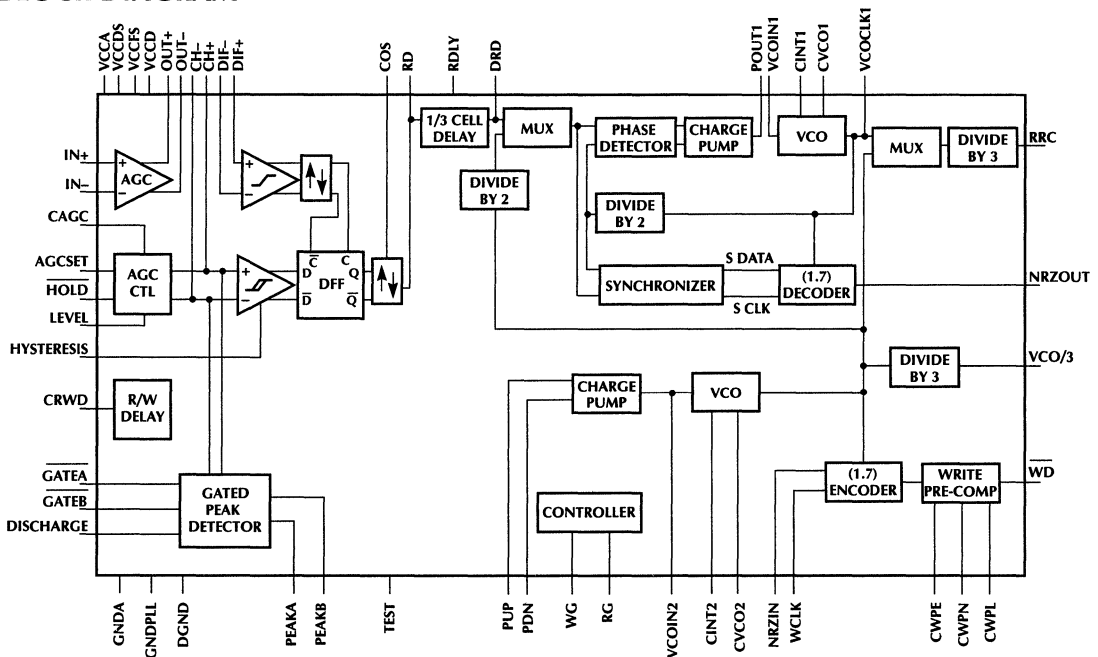 VCCA
VCCDS
VCCFS
VCCD
OUT+
OUT–
CH–
CH+
DIF–
DIF+
COS
RD
RDLY
DRD
POUT1
VCOIN1
CINT1
CVCO1
VCOCLK1
IN+
IN–
CAGC
AGCSET
HOLD
LEVEL
HYSTERESIS
CRWD
GATEA
GATEB
DISCHARGE
+
AGC
–
AGC
CTL
R/W
DELAY
GATED
PEAK
DETECTOR
+
–
+
–
C
C
D
Q
DFF
D
Q
1/3 CELL
DELAY
MUX
DIVIDE
BY 2
PHASE
DETECTOR
CHARGE
PUMP
VCO
MUX
DIVIDE
BY 3
RRC
DIVIDE
BY 2
SYNCHRONIZER
S DATA
S CLK
(1.7)
DECODER
NRZOUT
DIVIDE
BY 3
VCO/3
CHARGE
PUMP
VCO
CONTROLLER
(1.7)
ENCODER
WRITE
PRE-COMP
WD
GNDA
GNDPLL
DGND
PEAKA
PEAKB
TEST
PUP
PDN
WG
RG
VCOIN2
CINT2
CVCO2
NRZIN
WCLK
CWPE
CWPN
CWPL